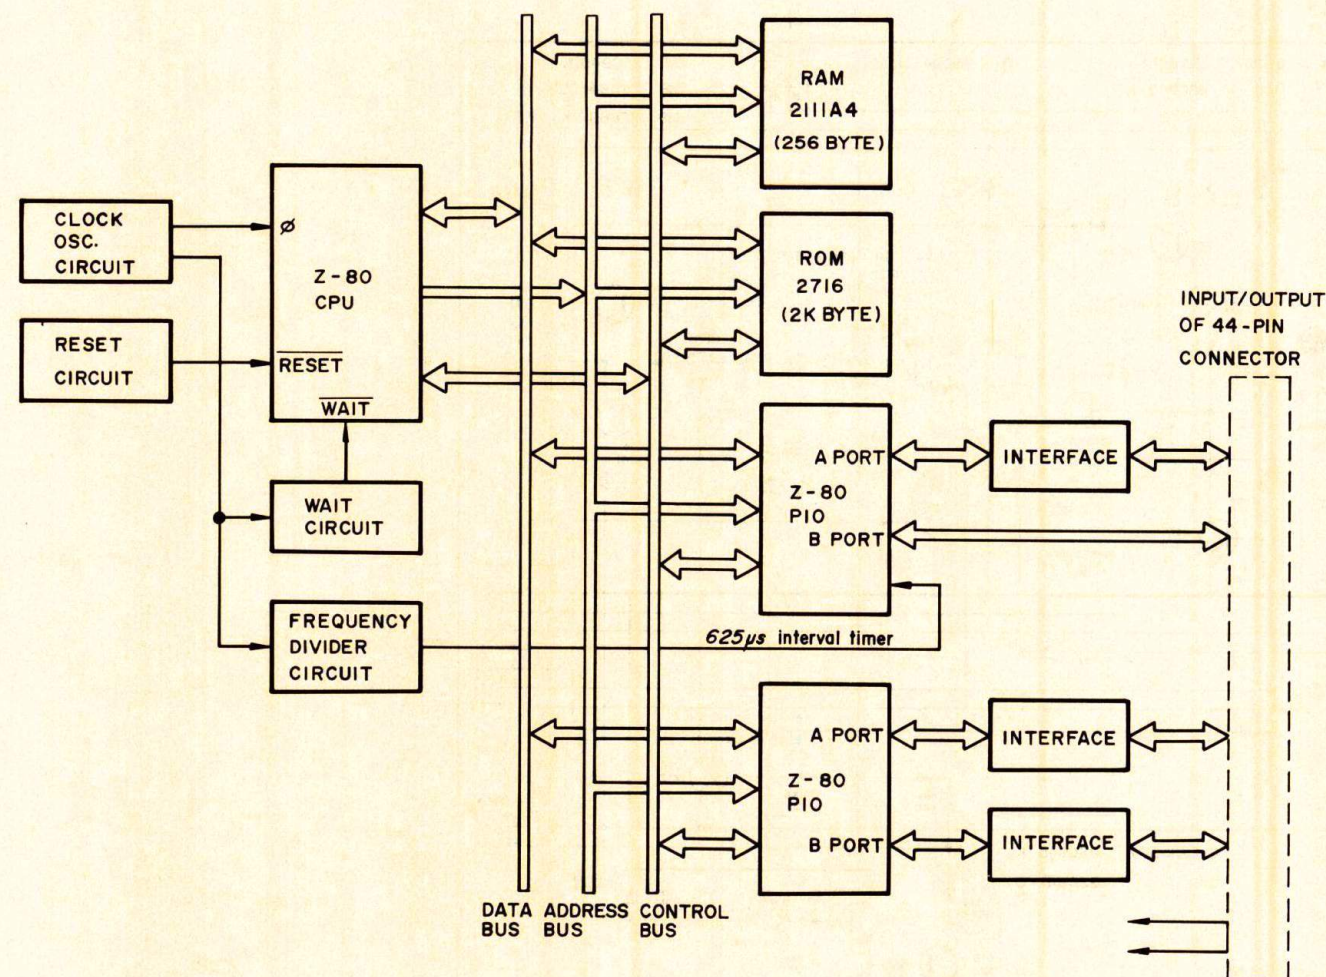 RAM
2111A4
(256 BYTE)
CLOCK
OSC.
CIRCUIT
Ø
Z-80
CPU
RESET
WAIT
RESET
CIRCUIT
ROM
2716
(2K BYTE)
INPUT/OUTPUT
OF 44-PIN
CONNECTOR
WAIT
CIRCUIT
A PORT
Z-80
PIO
B PORT
INTERFACE
FREQUENCY
DIVIDER
CIRCUIT
625µs interval timer
A PORT
Z-80
PIO
B PORT
INTERFACE
INTERFACE
DATA
BUS
ADDRESS
BUS
CONTROL
BUS